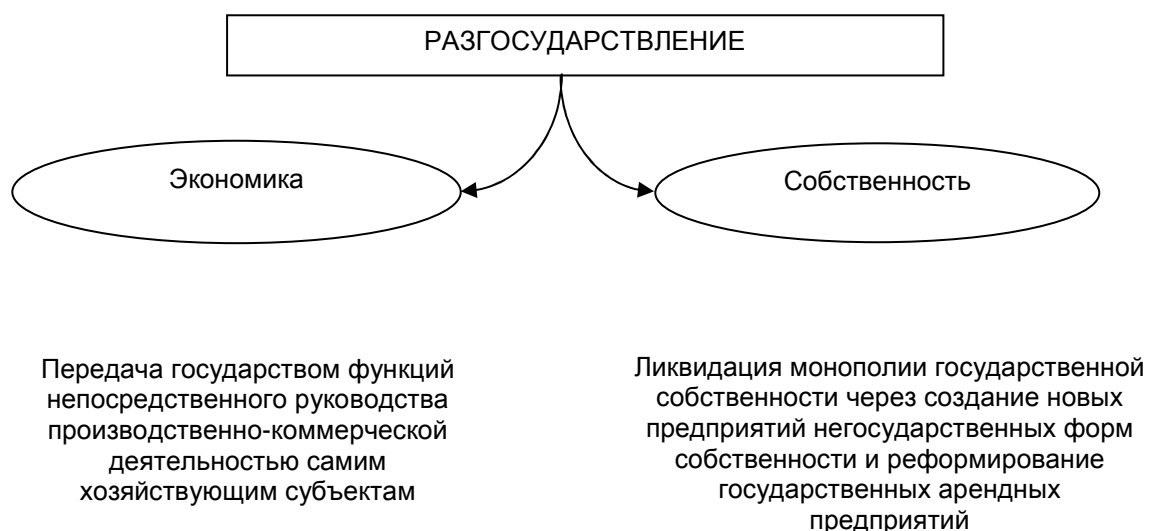 РАЗГОСУДАРСТВЛЕНИЕ
Экономика
Собственность
Передача государством функций
непосредственного руководства
производственно-коммерческой
деятельностью самим
хозяйствующим субъектам
Ликвидация монополии государственной
собственности через создание новых
предприятий негосударственных форм
собственности и реформирование
государственных арендных
предприятий